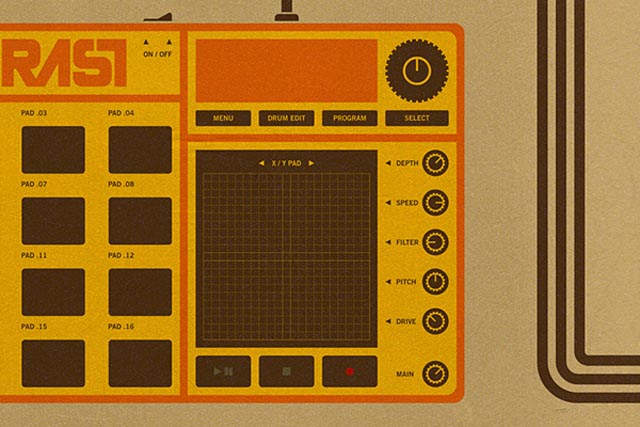 RAST
ON / OFF
MENU
DRUM EDIT
PROGRAM
SELECT
PAD .03
PAD .04
X / Y PAD
DEPTH
PAD .07
PAD .08
SPEED
FILTER
PAD .11
PAD .12
PITCH
DRIVE
PAD .15
PAD .16
MAIN